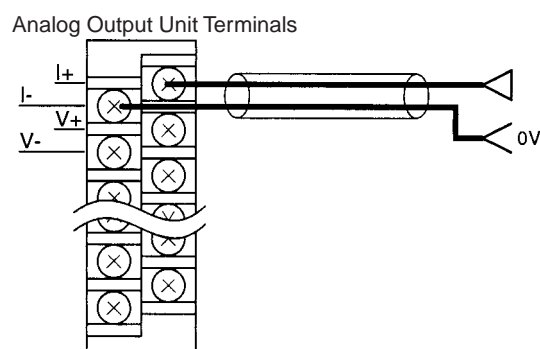 Analog Output Unit Terminals
I+
I-
V+
V-
0V